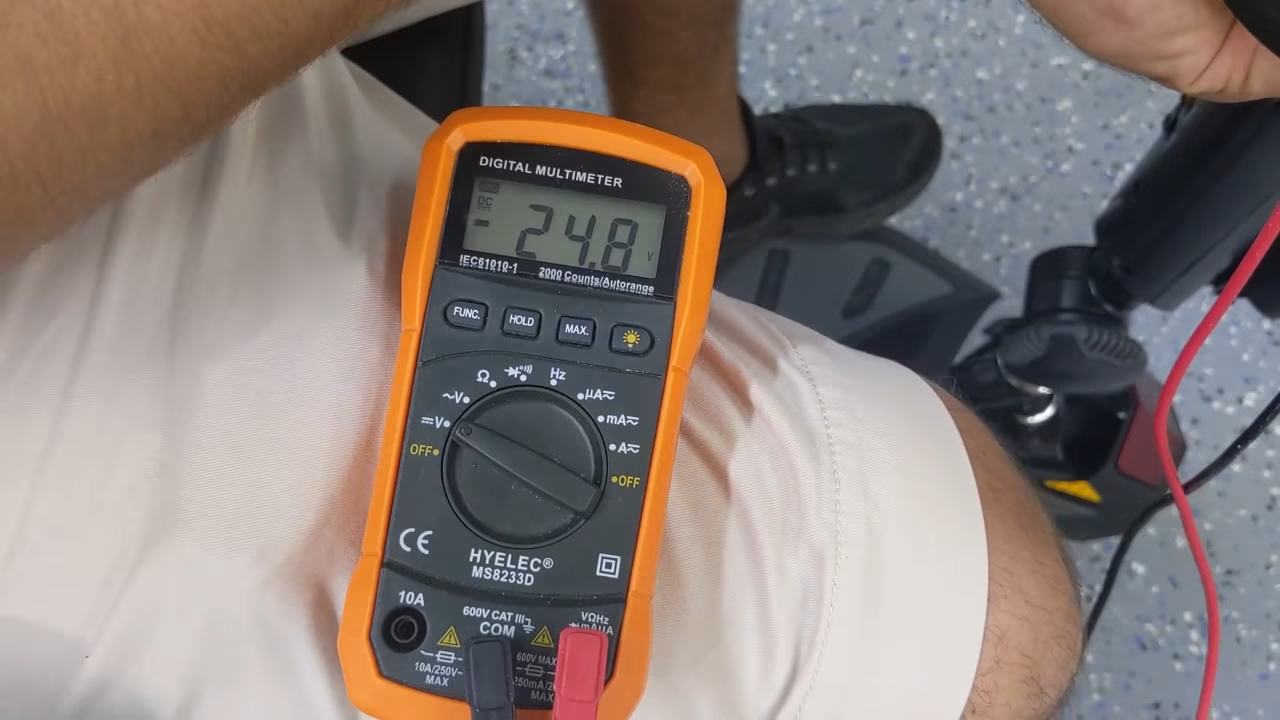 DIGITAL MULTIMETER
DC
- 24.8 V
IEC61010-1 2000 Counts/Autorange
FUNC. HOLD MAX.
Hz
Ω
μA
~V
mA
V
A
OFF
OFF
CE
HYELEC®
MS8233D
10A
600V CAT III
VΩHz
COM
10A/250V~
MAX
600V MAX
MAX